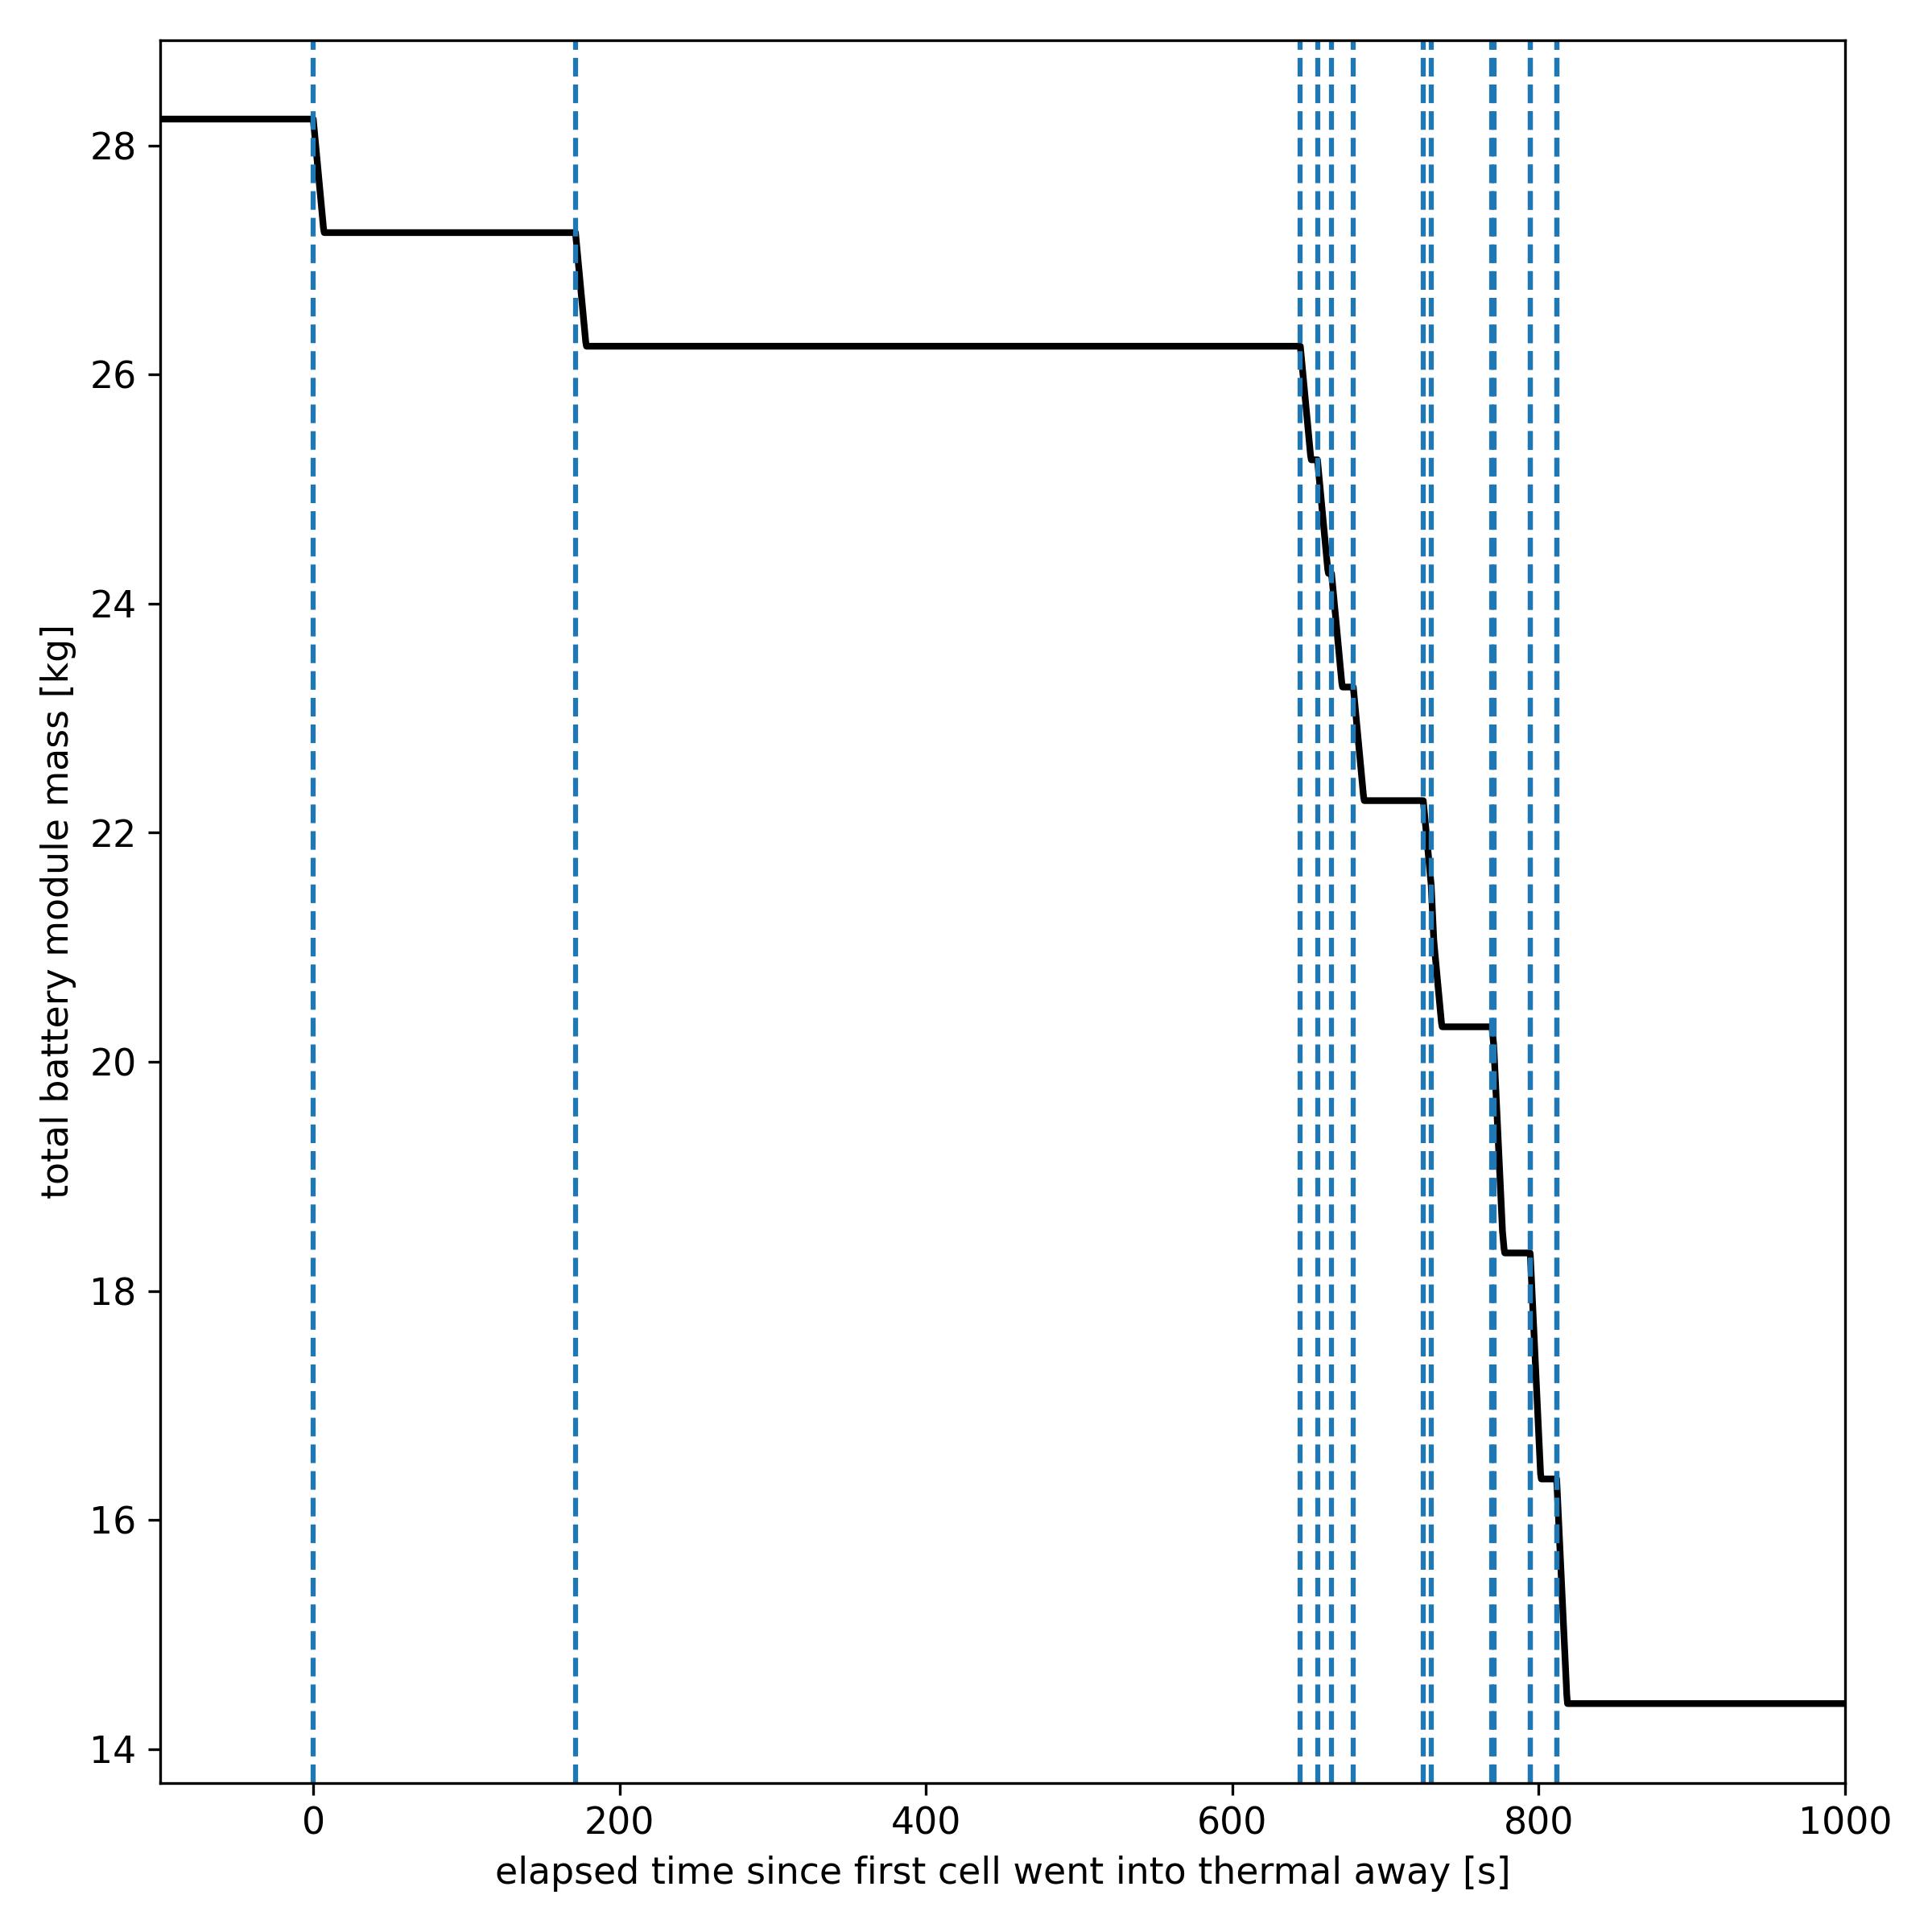 28
26
24
22
20
18
16
14
total battery module mass [kg]
0 200 400 600 800 1000
elapsed time since first cell went into thermal away [s]